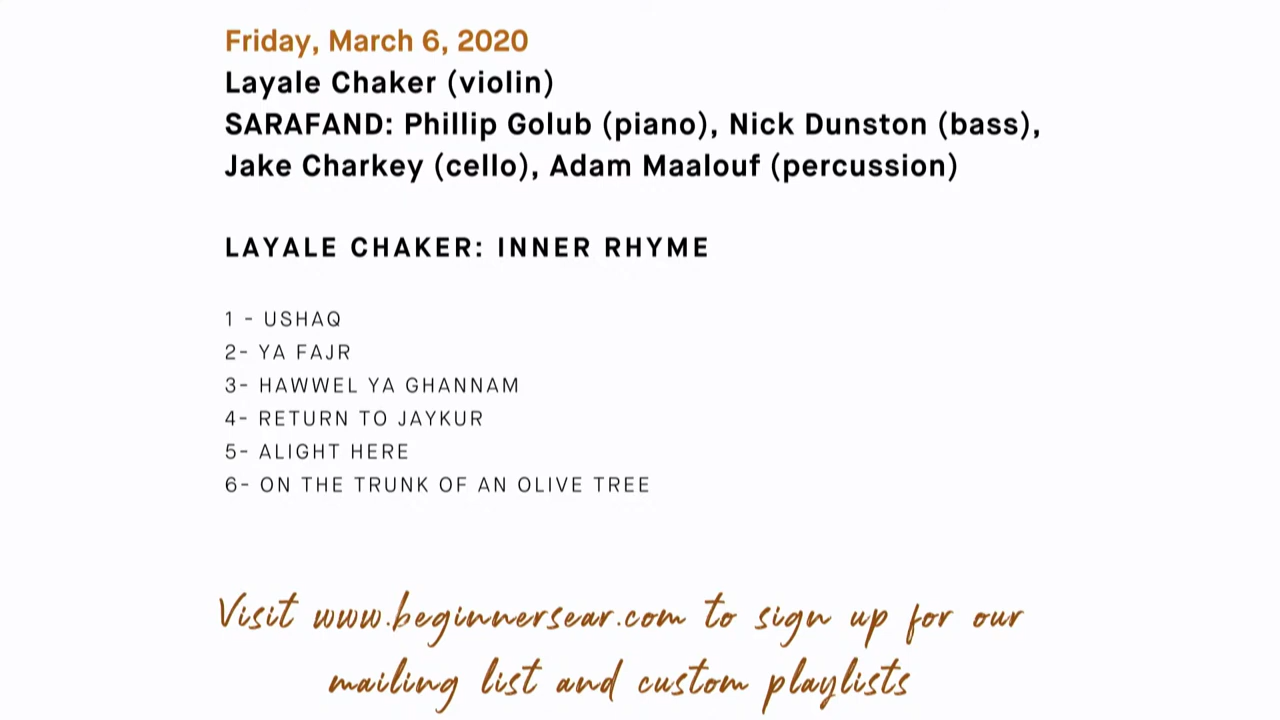 Friday, March 6, 2020
Layale Chaker (violin)
SARAFAND: Phillip Golub (piano), Nick Dunston (bass),
Jake Charkey (cello), Adam Maalouf (percussion)
LAYALE CHAKER: INNER RHYME
1 - USHAQ
2- YA FAJR
3- HAWWEL YA GHANNAM
4- RETURN TO JAYKUR
5- ALIGHT HERE
6- ON THE TRUNK OF AN OLIVE TREE
Visit www.beginnersear.com to sign up for our
mailing list and custom playlists